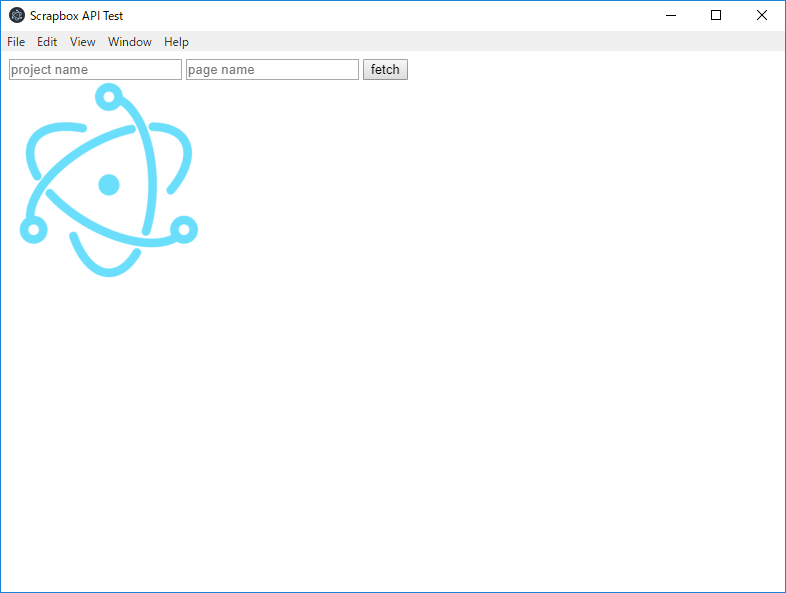 Scrapbox API Test
File Edit View Window Help
project name page name fetch